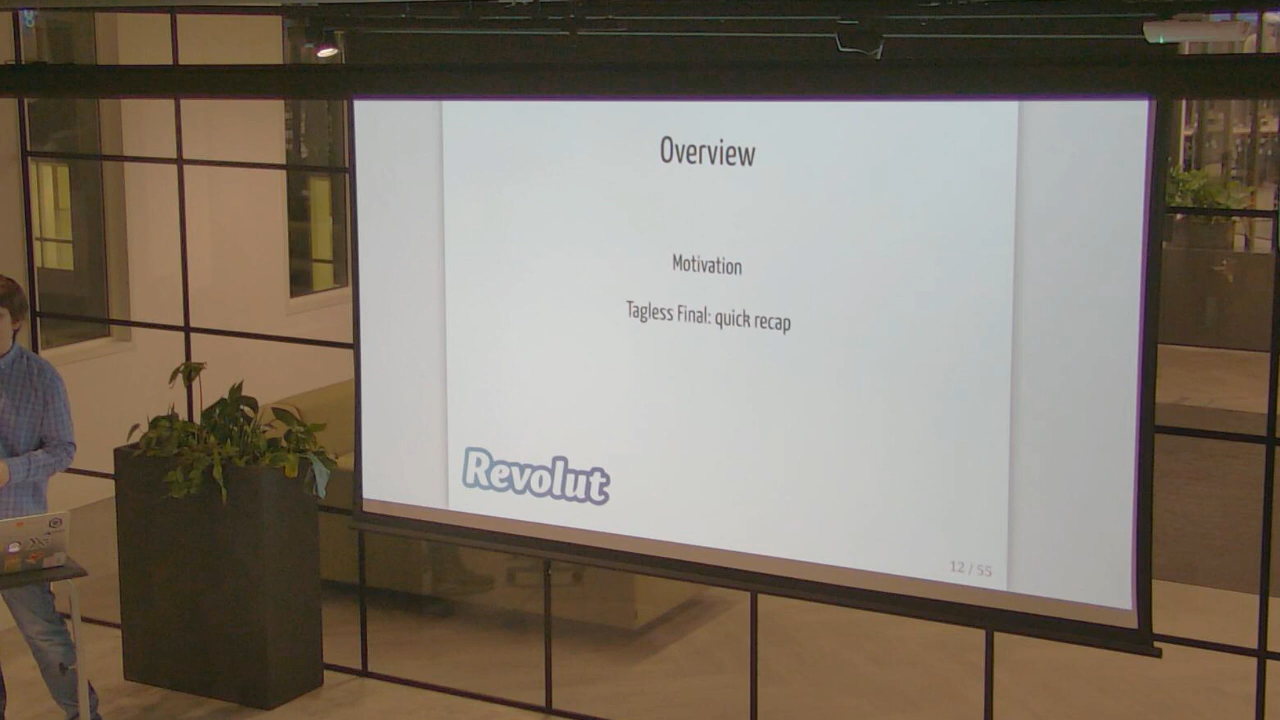 Overview
Motivation
Tagless Final: quick recap
Revolut
12 / 55